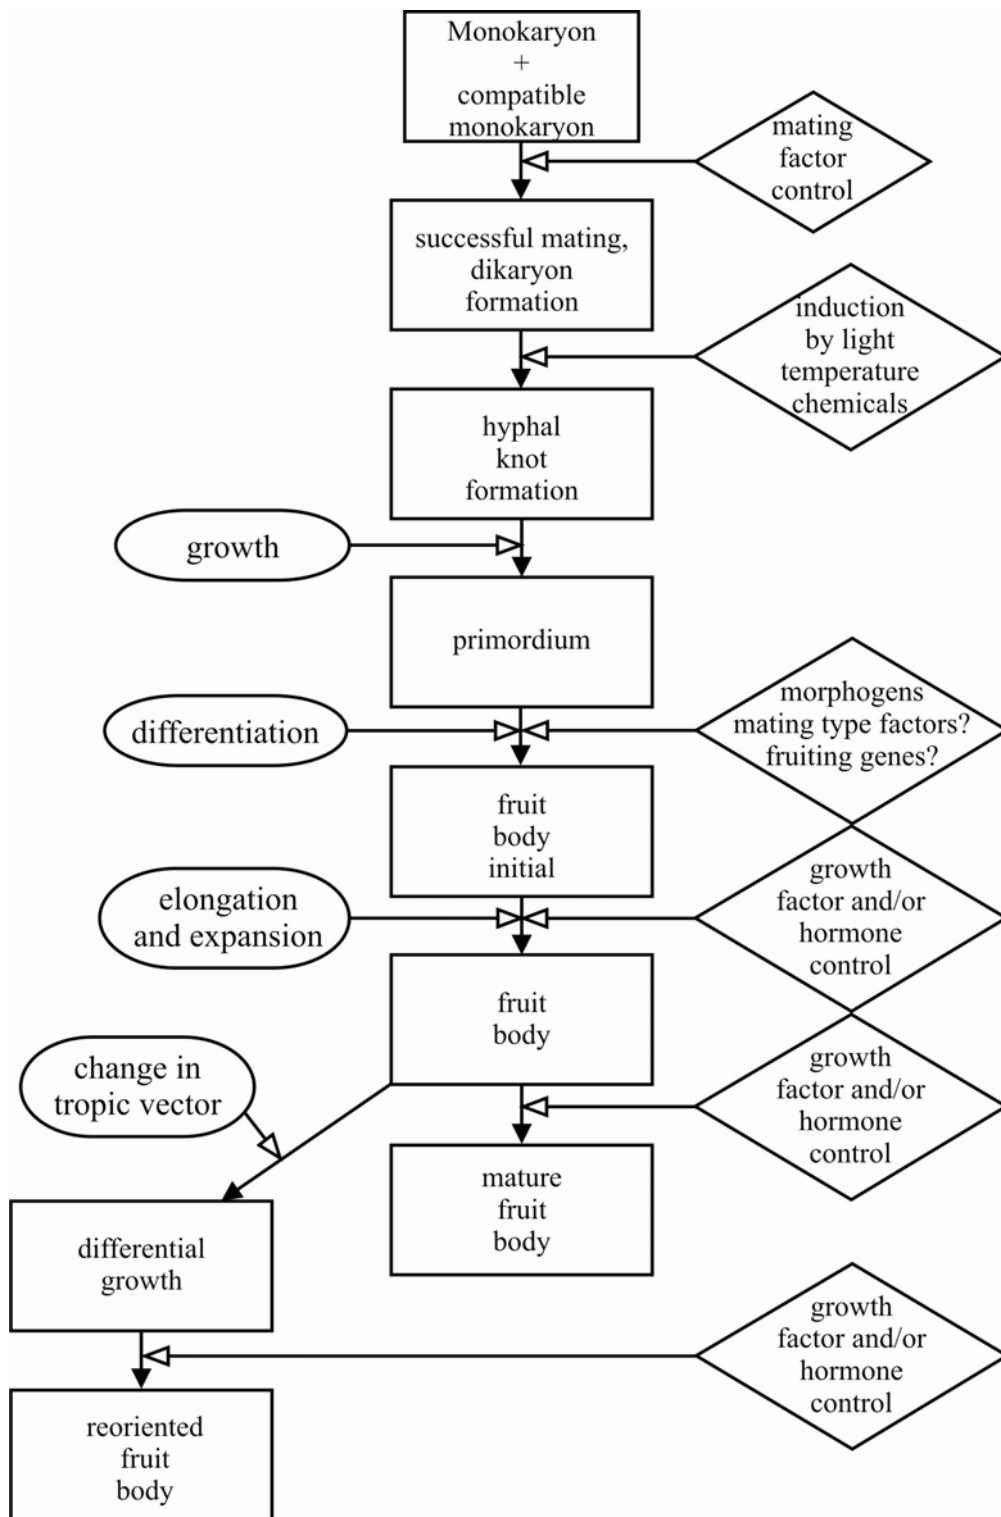 Monokaryon
+
compatible
monokaryon
mating
factor
control
successful mating,
dikaryon
formation
induction
by light
temperature
chemicals
hyphal
knot
formation
growth
primordium
differentiation
morphogens
mating type factors?
fruiting genes?
fruit
body
initial
elongation
and expansion
growth
factor and/or
hormone
control
fruit
body
change in
tropic vector
growth
factor and/or
hormone
control
mature
fruit
body
differential
growth
growth
factor and/or
hormone
control
reoriented
fruit
body